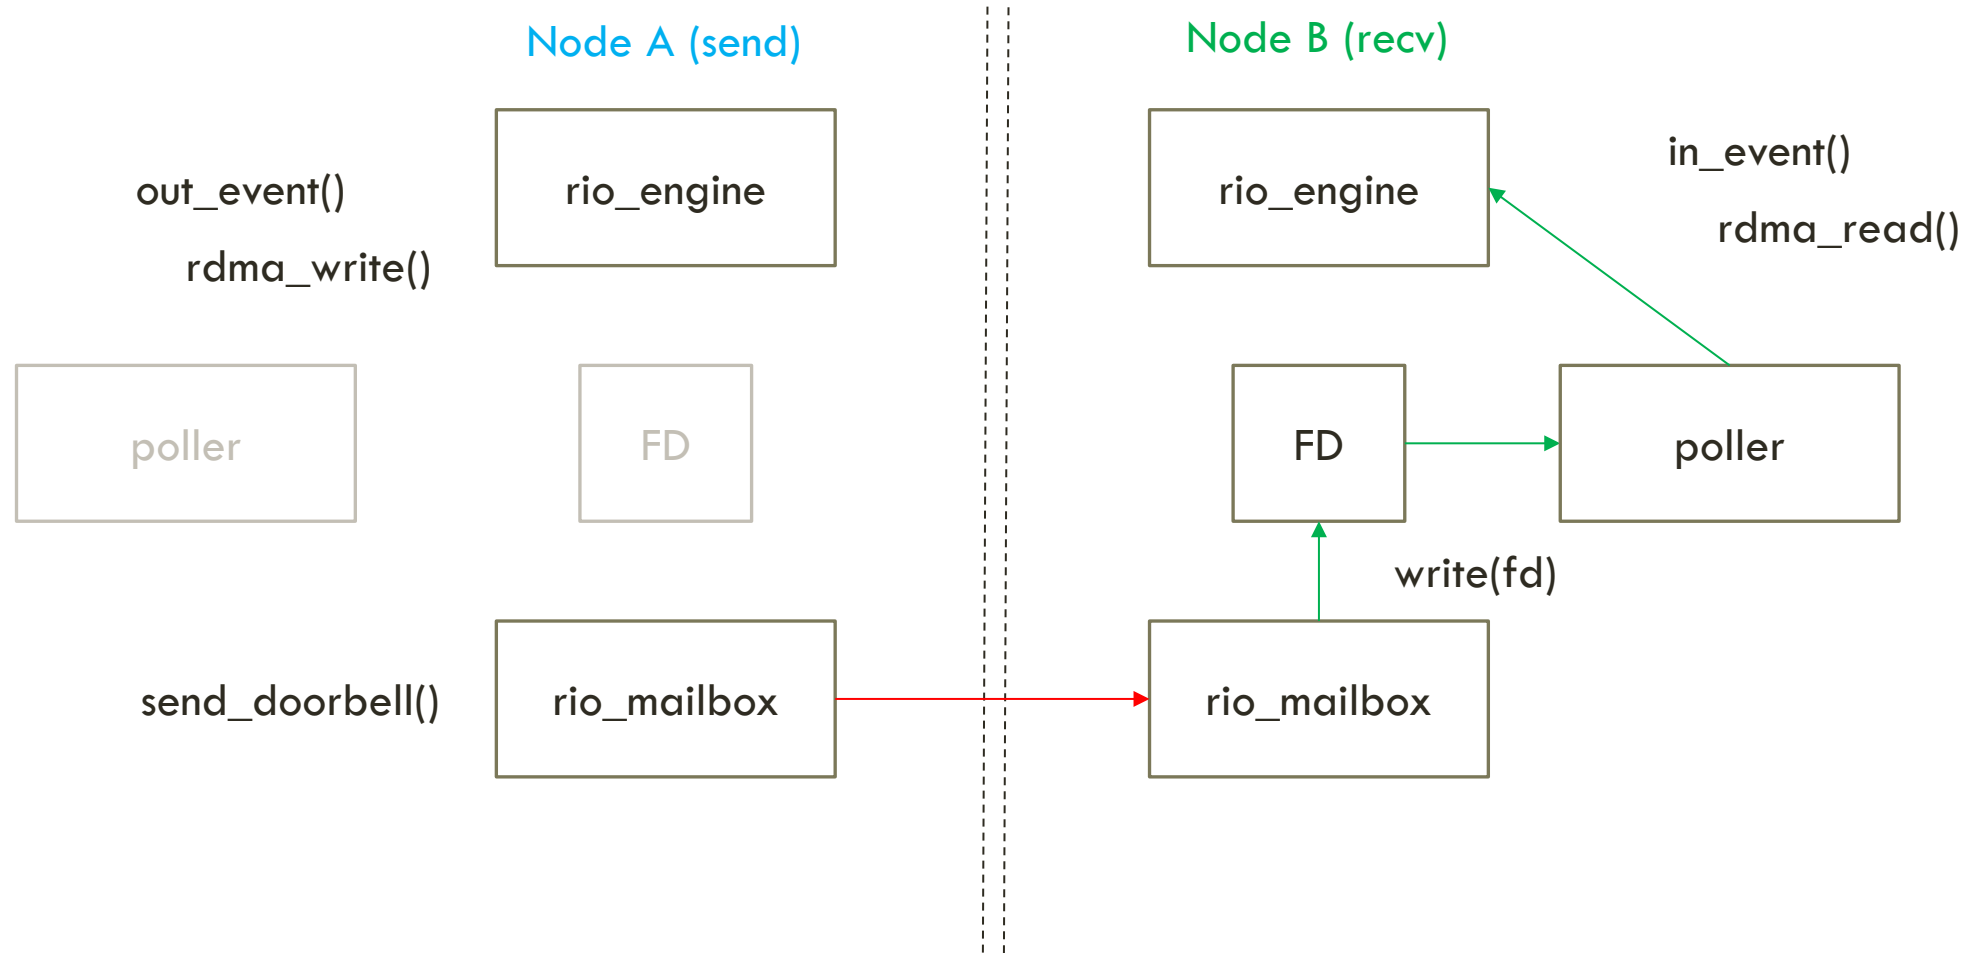 Node A (send)
Node B (recv)
out_event()
rdma_write()
rio_engine
rio_engine
in_event()
rdma_read()
poller
FD
FD
poller
write(fd)
send_doorbell()
rio_mailbox
rio_mailbox